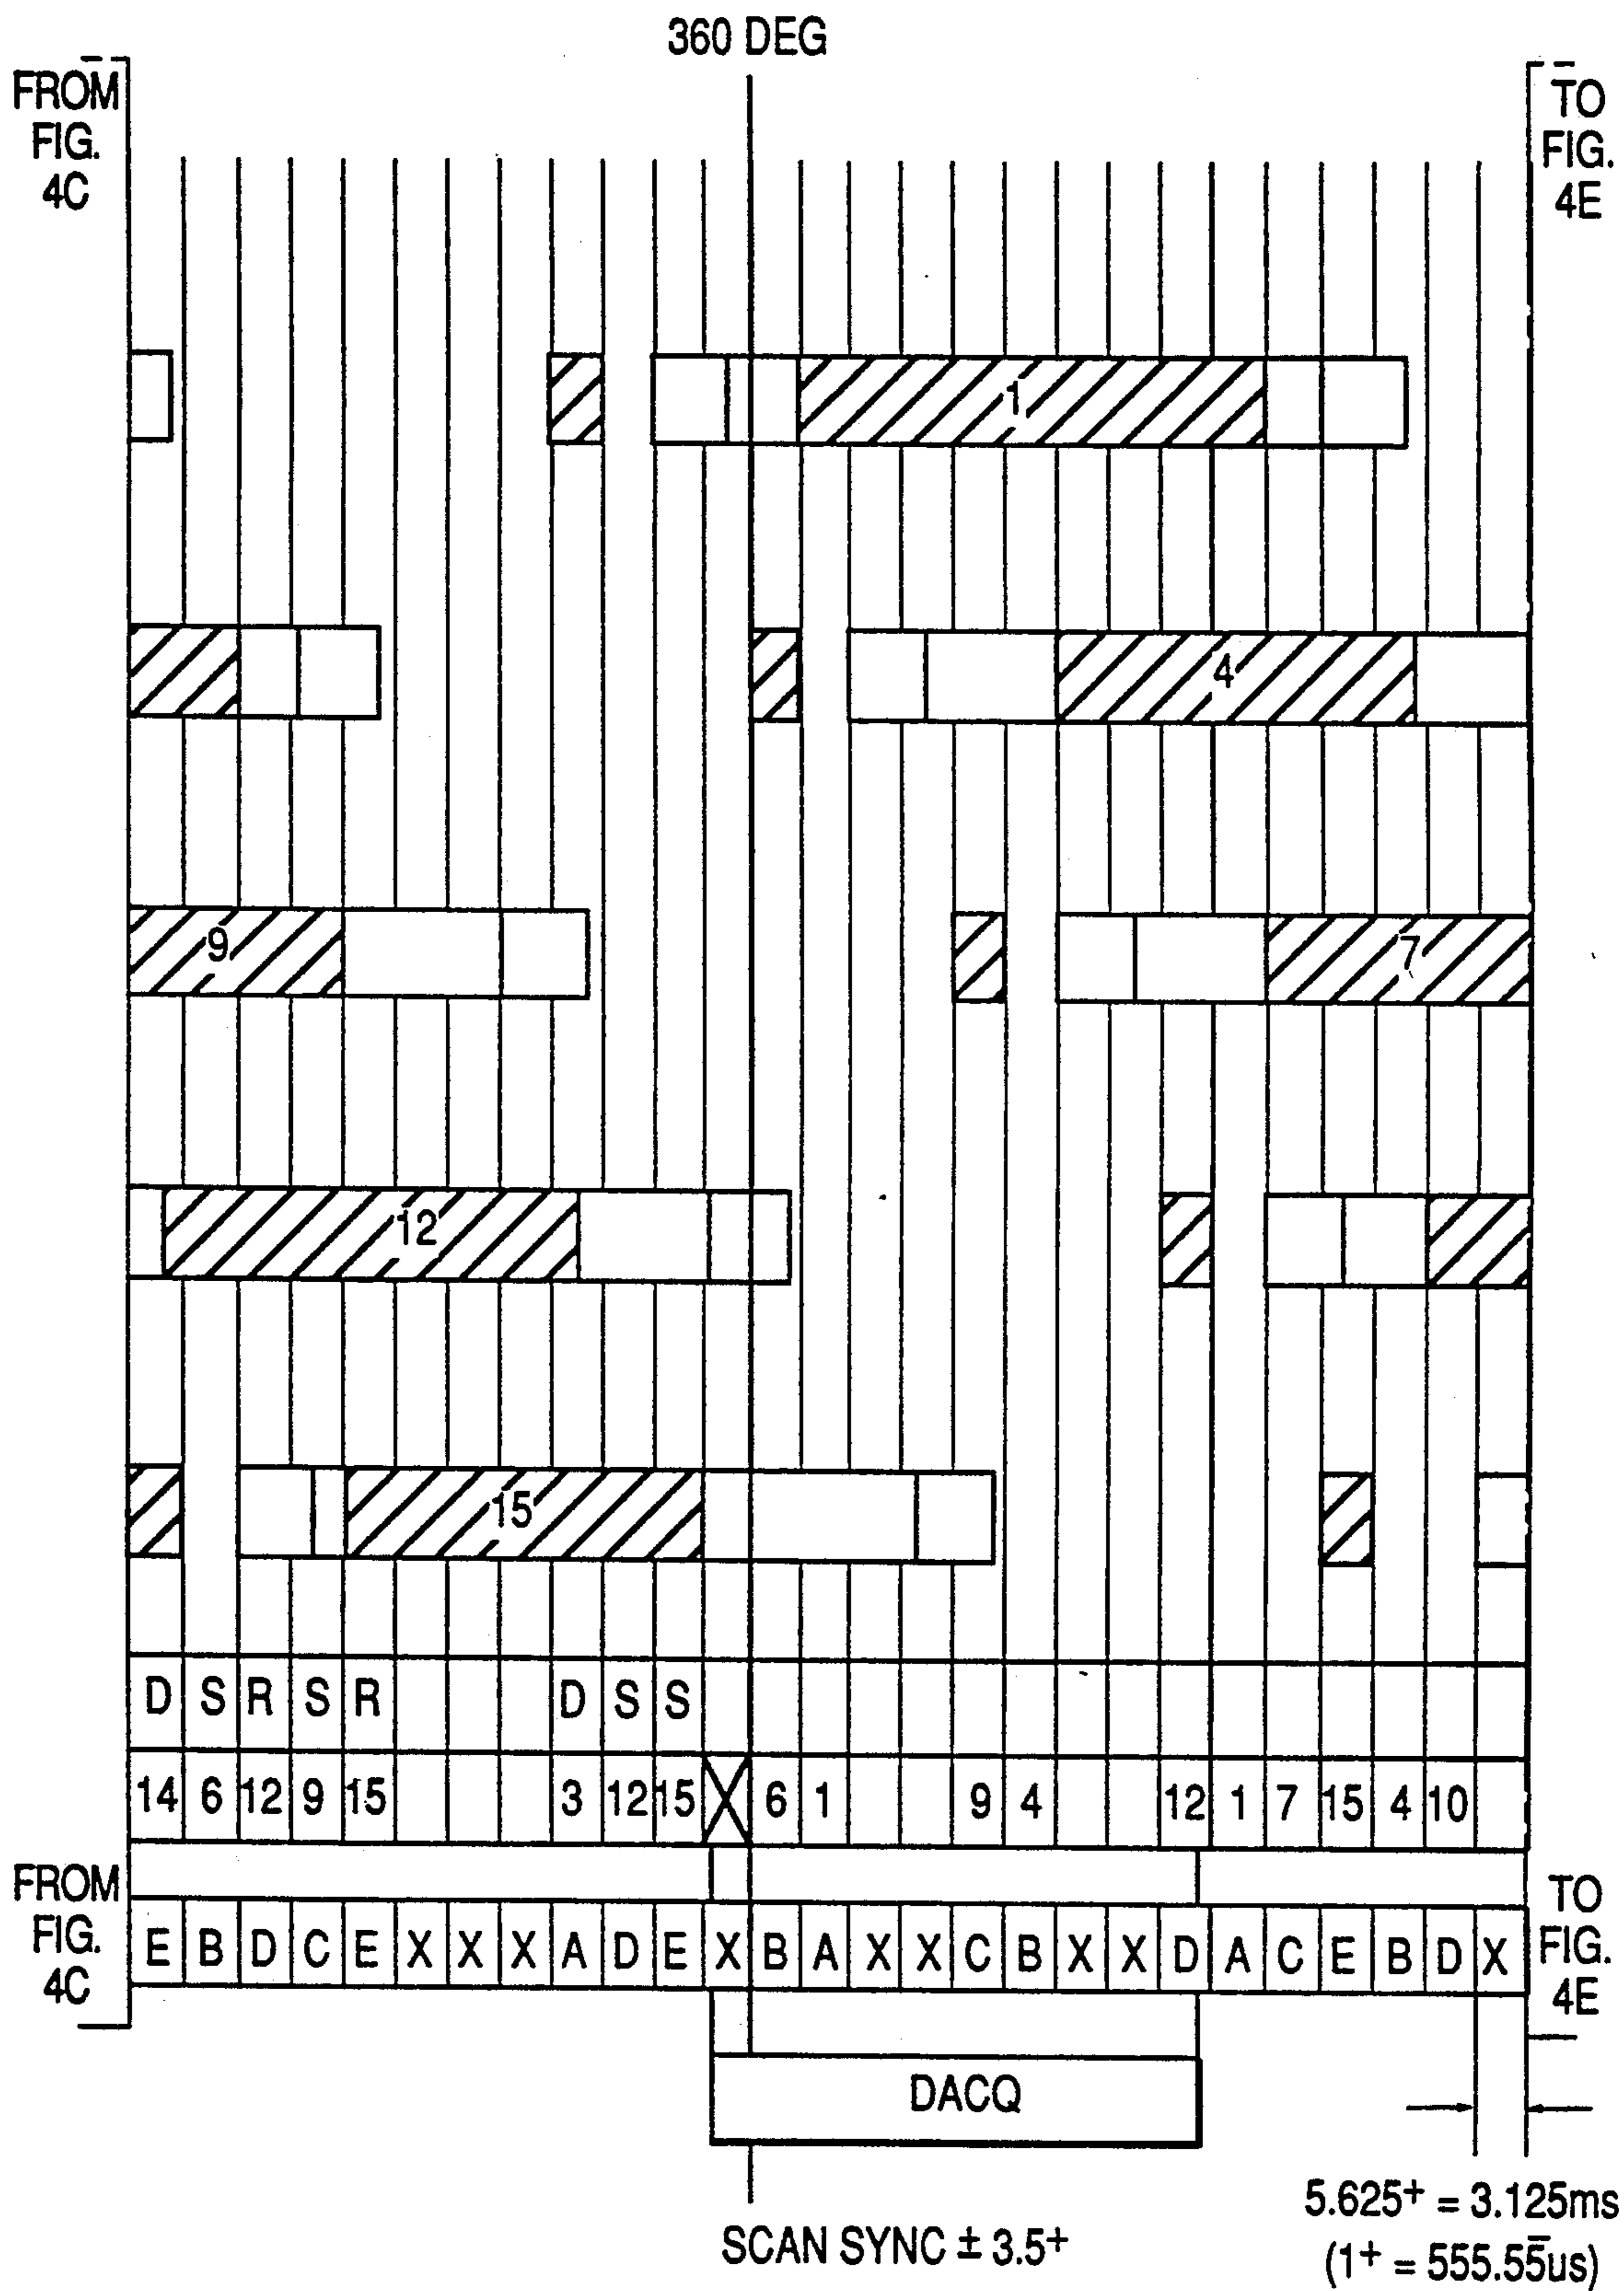 360 DEG
FROM
FIG.
4C
TO
FIG.
4E
1
4
9
7
12
15
D S R S R D S S
14 6 12 9 15 3 12 15 X 6 1 9 4 12 1 7 15 4 10
FROM
FIG.
4C
E B D C E X X X A D E X B A X X C B X X D A C E B D X
TO
FIG.
4E
DACQ
5.625⁺ = 3.125ms
(1⁺ = 555.55̅us)
SCAN SYNC ± 3.5⁺